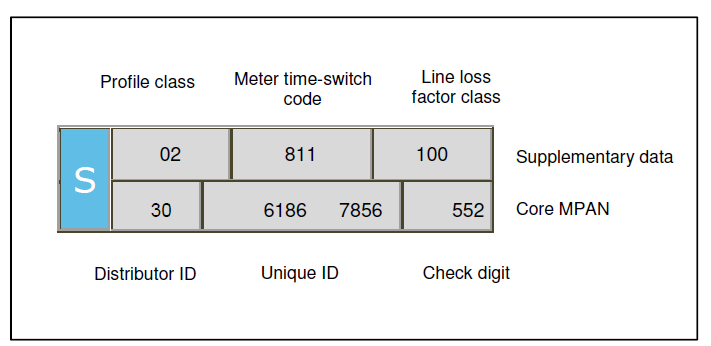 Profile class Meter time-switch code Line loss factor class
S
02 811 100 Supplementary data
30 6186 7856 552 Core MPAN
Distributor ID Unique ID Check digit